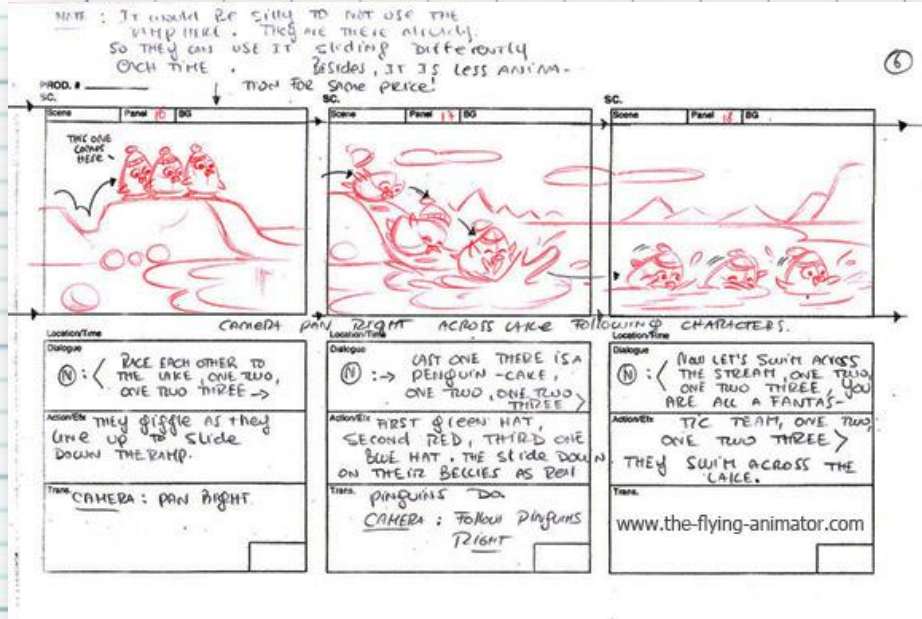 NOTE : IT WOULD BE SILLY TO NOT USE THE
RAMP HERE . THEY ARE THERE ALREADY.
SO THEY CAN USE IT SLIDING DIFFERENTLY
EACH TIME . BESIDES, IT IS LESS ANIMA-
TION FOR SAME PRICE!
6
PROD. #
SC.
SC.
SC.
Scene Panel 16 BG
Scene Panel 17 BG
Scene Panel 18 BG
THIS ONE
COMES
HERE
CAMERA PAN RIGHT ACROSS LAKE FOLLOWING CHARACTERS.
Location/Time
Dialogue
N : < RACE EACH OTHER TO
THE LAKE, ONE TWO,
ONE TWO THREE →
Action/Efx THEY GIGGLE AS THEY
LINE UP TO SLIDE
DOWN THE RAMP.
Trans.
CAMERA : PAN RIGHT
Location/Time
Dialogue
N :→ LAST ONE THERE IS A
PENGUIN -CAKE,
ONE TWO, ONE TWO
THREE >
Action/Efx FIRST GREEN HAT,
SECOND RED, THIRD ONE
BLUE HAT. THE SLIDE DOWN
ON THEIR BELLIES AS REAL
Trans. PINGUINS DO.
CAMERA : FOLLOW PINGUINS
RIGHT
Location/Time
Dialogue
N : < NOW LET'S SWIM ACROSS
THE STREAM, ONE TWO,
ONE TWO THREE, YOU
ARE ALL A FANTAS-
Action/Efx TIC TEAM, ONE TWO,
ONE TWO THREE >
THEY SWIM ACROSS THE
LAKE.
Trans.
www.the-flying-animator.com